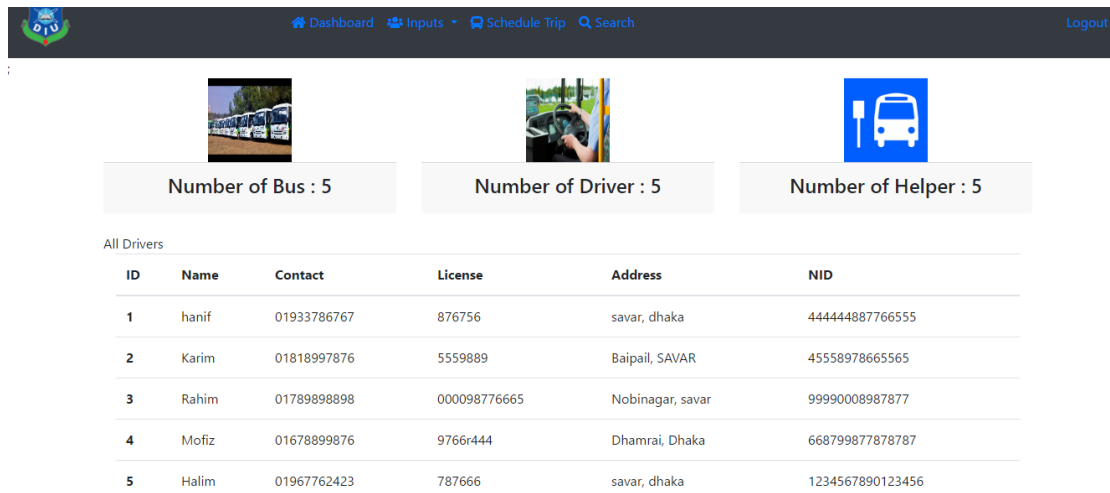 DIU
Dashboard Inputs Schedule Trip Search Logout
;
Number of Bus : 5 Number of Driver : 5 Number of Helper : 5
All Drivers
ID Name Contact License Address NID
1 hanif 01933786767 876756 savar, dhaka 444444887766555
2 Karim 01818997876 5559889 Baipail, SAVAR 45558978665565
3 Rahim 01789898898 000098776665 Nobinagar, savar 99990008987877
4 Mofiz 01678899876 9766r444 Dhamrai, Dhaka 668799877878787
5 Halim 01967762423 787666 savar, dhaka 1234567890123456